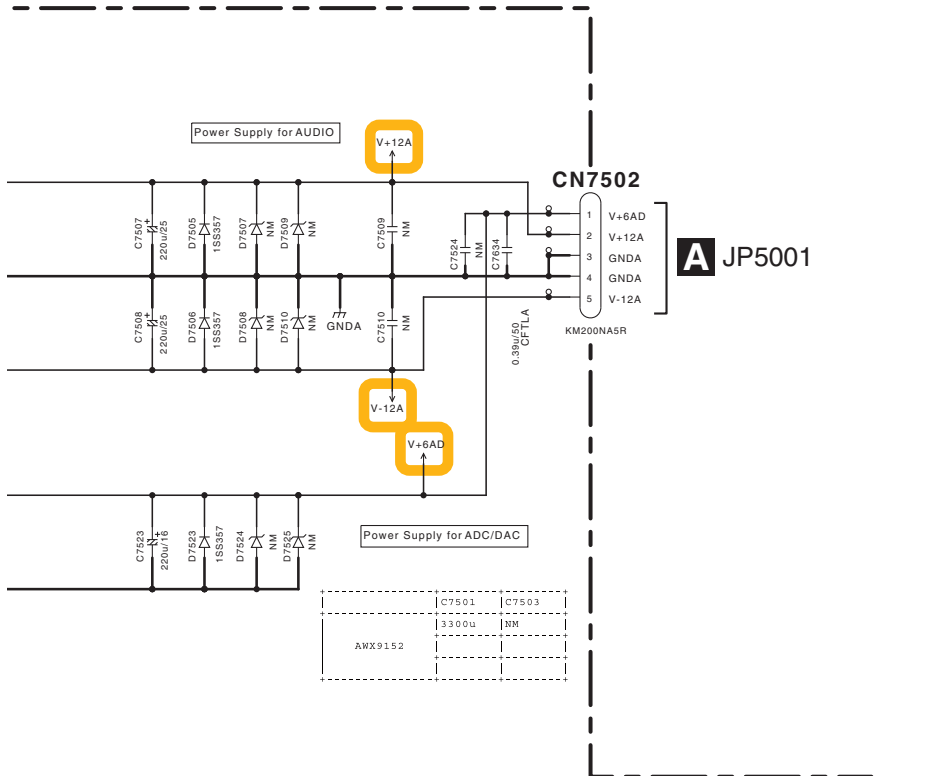 Power Supply for AUDIO
V+12A
CN7502
C7507
+
220u/25
D7505
1SS357
D7507
NM
D7509
NM
C7509
NM
C7524
NM
C7634
1
V+6AD
2
V+12A
3
GNDA
4
GNDA
5
V-12A
A JP5001
C7508
+
220u/25
D7506
1SS357
D7508
NM
D7510
NM
GNDA
C7510
NM
0.39u/50
CFTLA
KM200NA5R
V-12A
V+6AD
C7523
+
220u/16
D7523
1SS357
D7524
NM
D7525
NM
Power Supply for ADC/DAC
C7501 C7503
3300u NM
AWX9152